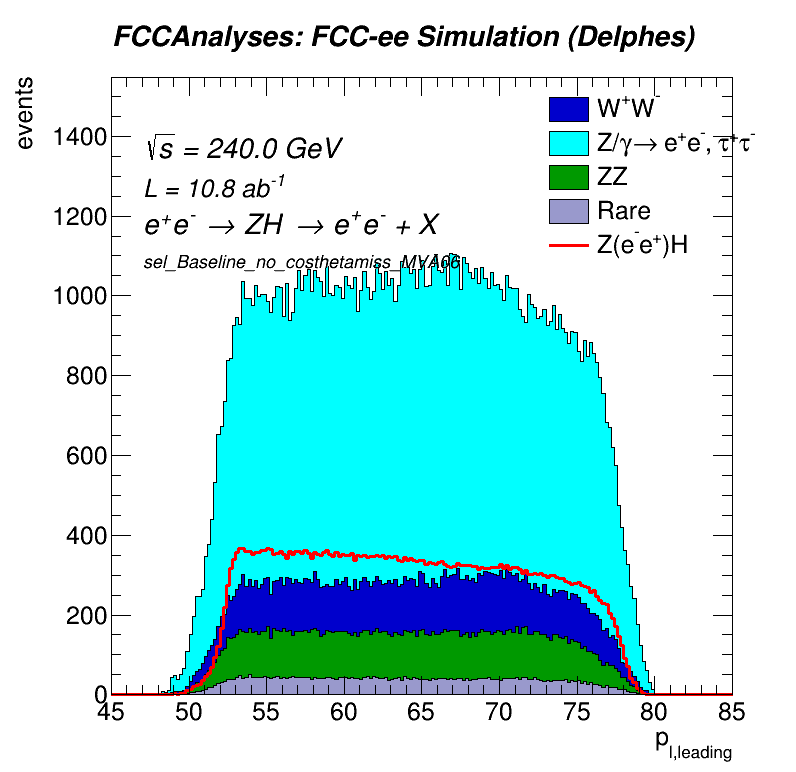 FCCAnalyses: FCC-ee Simulation (Delphes)
events
√s = 240.0 GeV
L = 10.8 ab⁻¹
e⁺e⁻ → ZH → e⁺e⁻ + X
sel_Baseline_no_costhetamiss_MVA06
W⁺W⁻
Z/γ→ e⁺e⁻, τ⁺τ⁻
ZZ
Rare
Z(e⁻e⁺)H
1400
1200
1000
800
600
400
200
0
45 50 55 60 65 70 75 80 85
p_l,leading